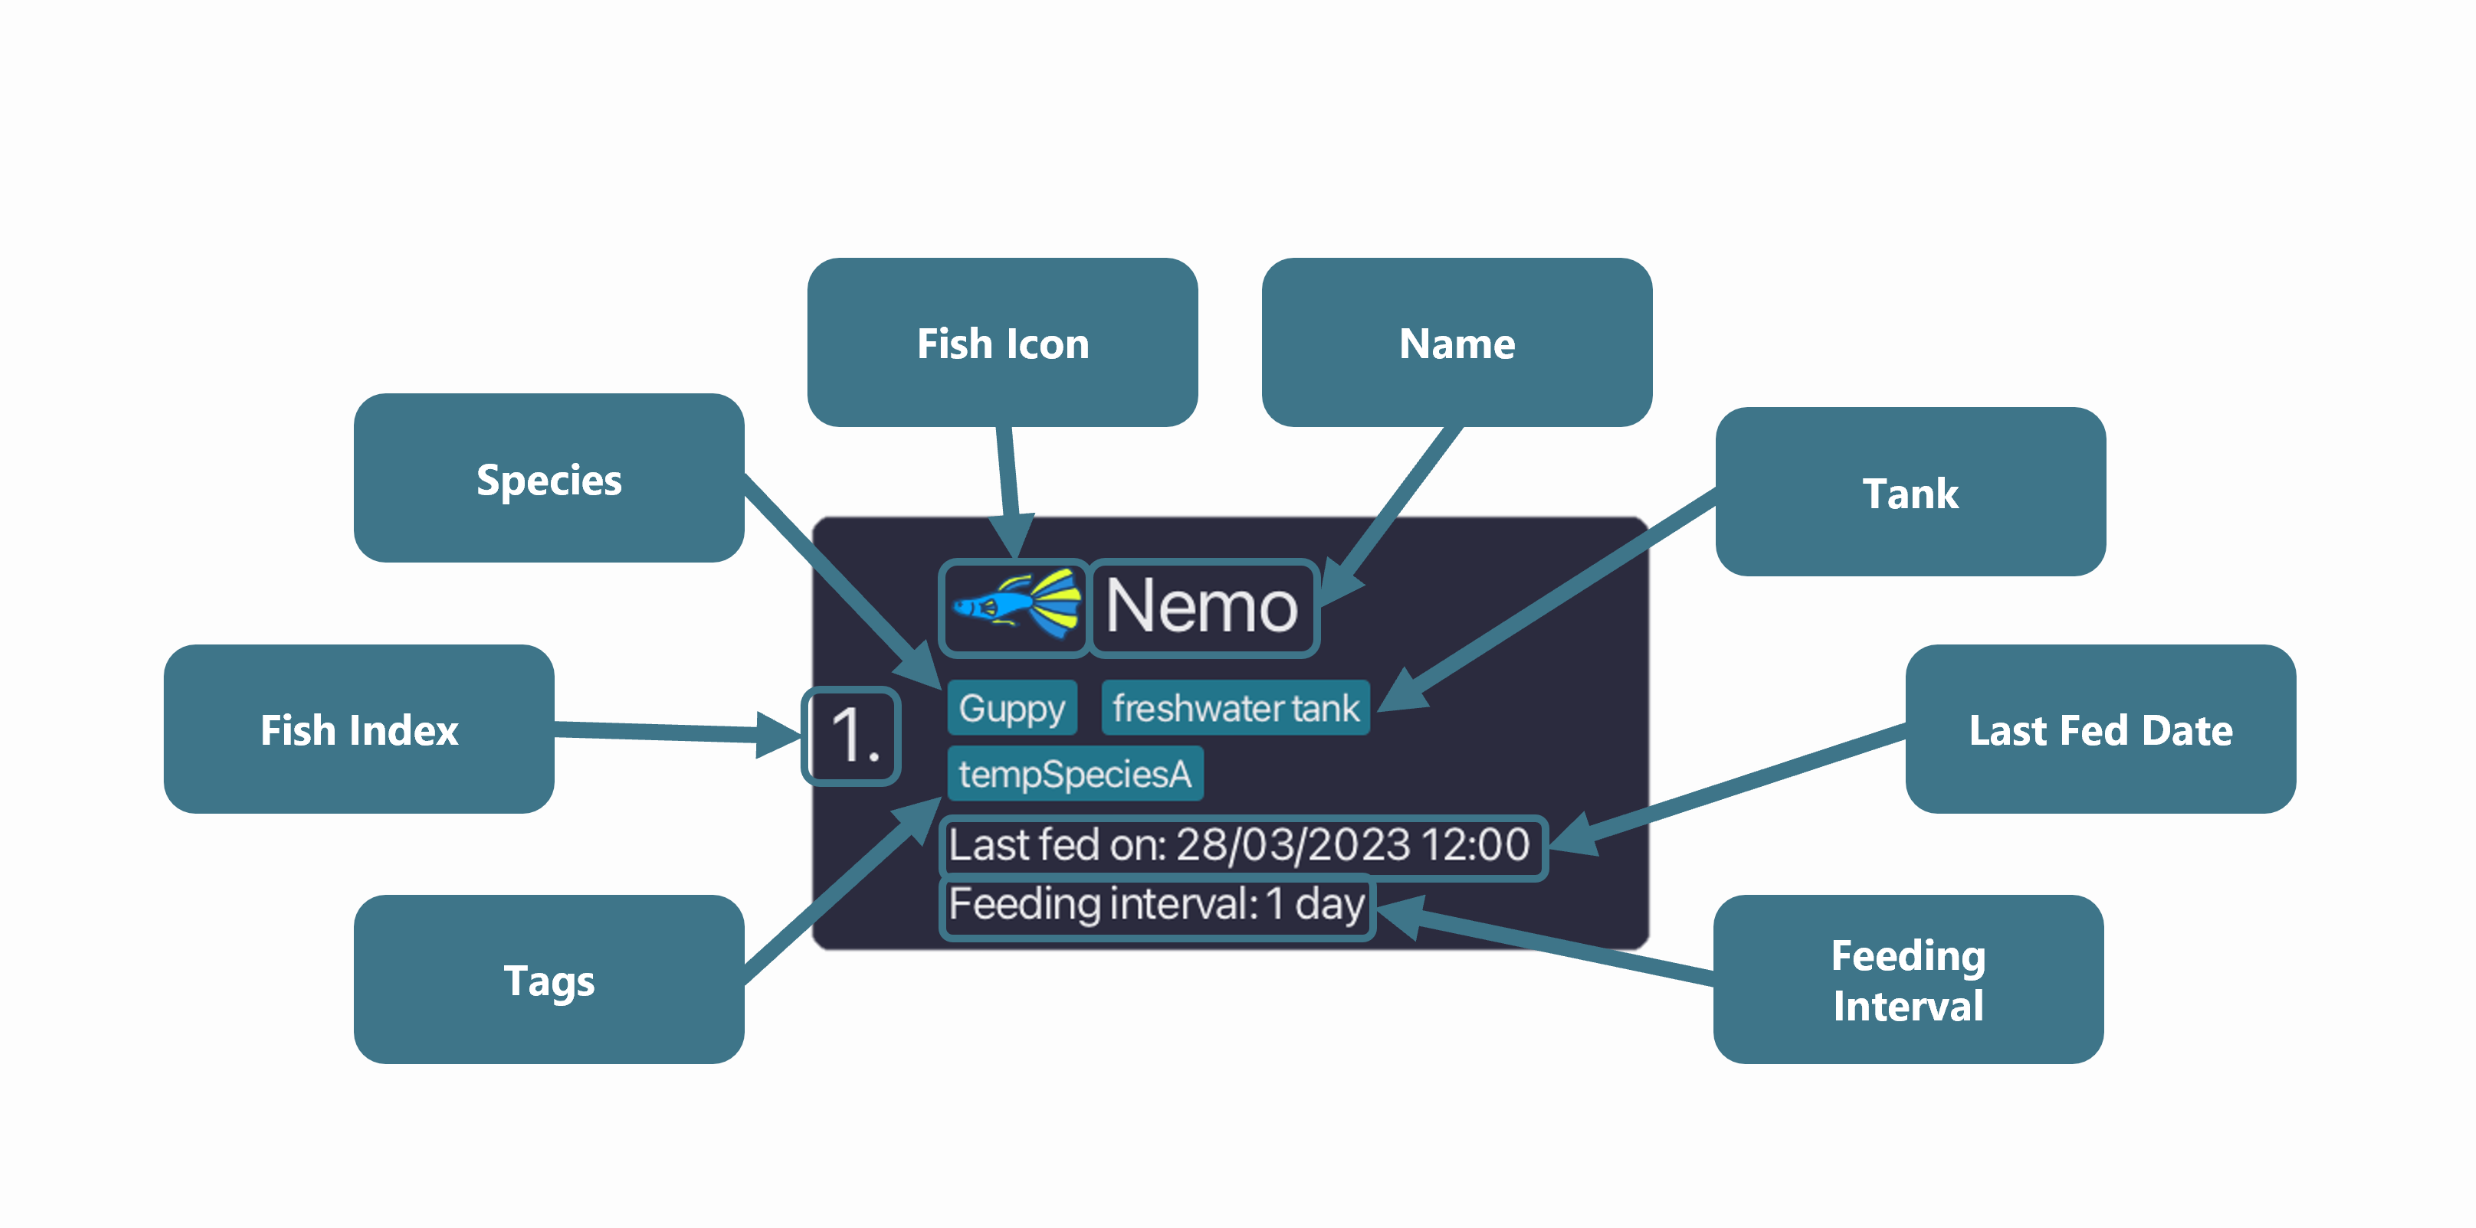 Fish Icon
Name
Species
Tank
Nemo
Fish Index
1.
Guppy
freshwater tank
Last Fed Date
tempSpeciesA
Last fed on: 28/03/2023 12:00
Feeding interval: 1 day
Tags
Feeding
Interval